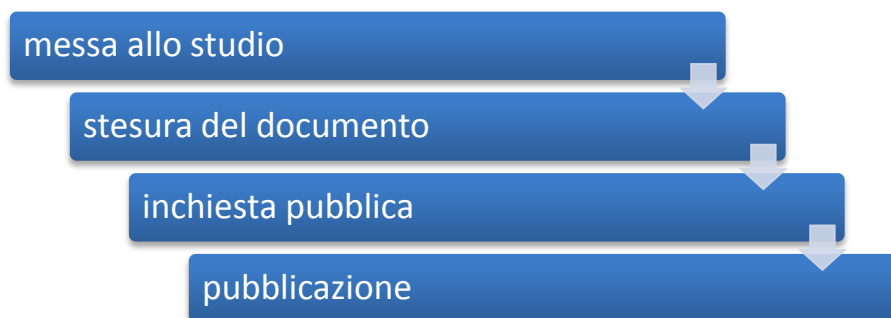 messa allo studio
stesura del documento
inchiesta pubblica
pubblicazione